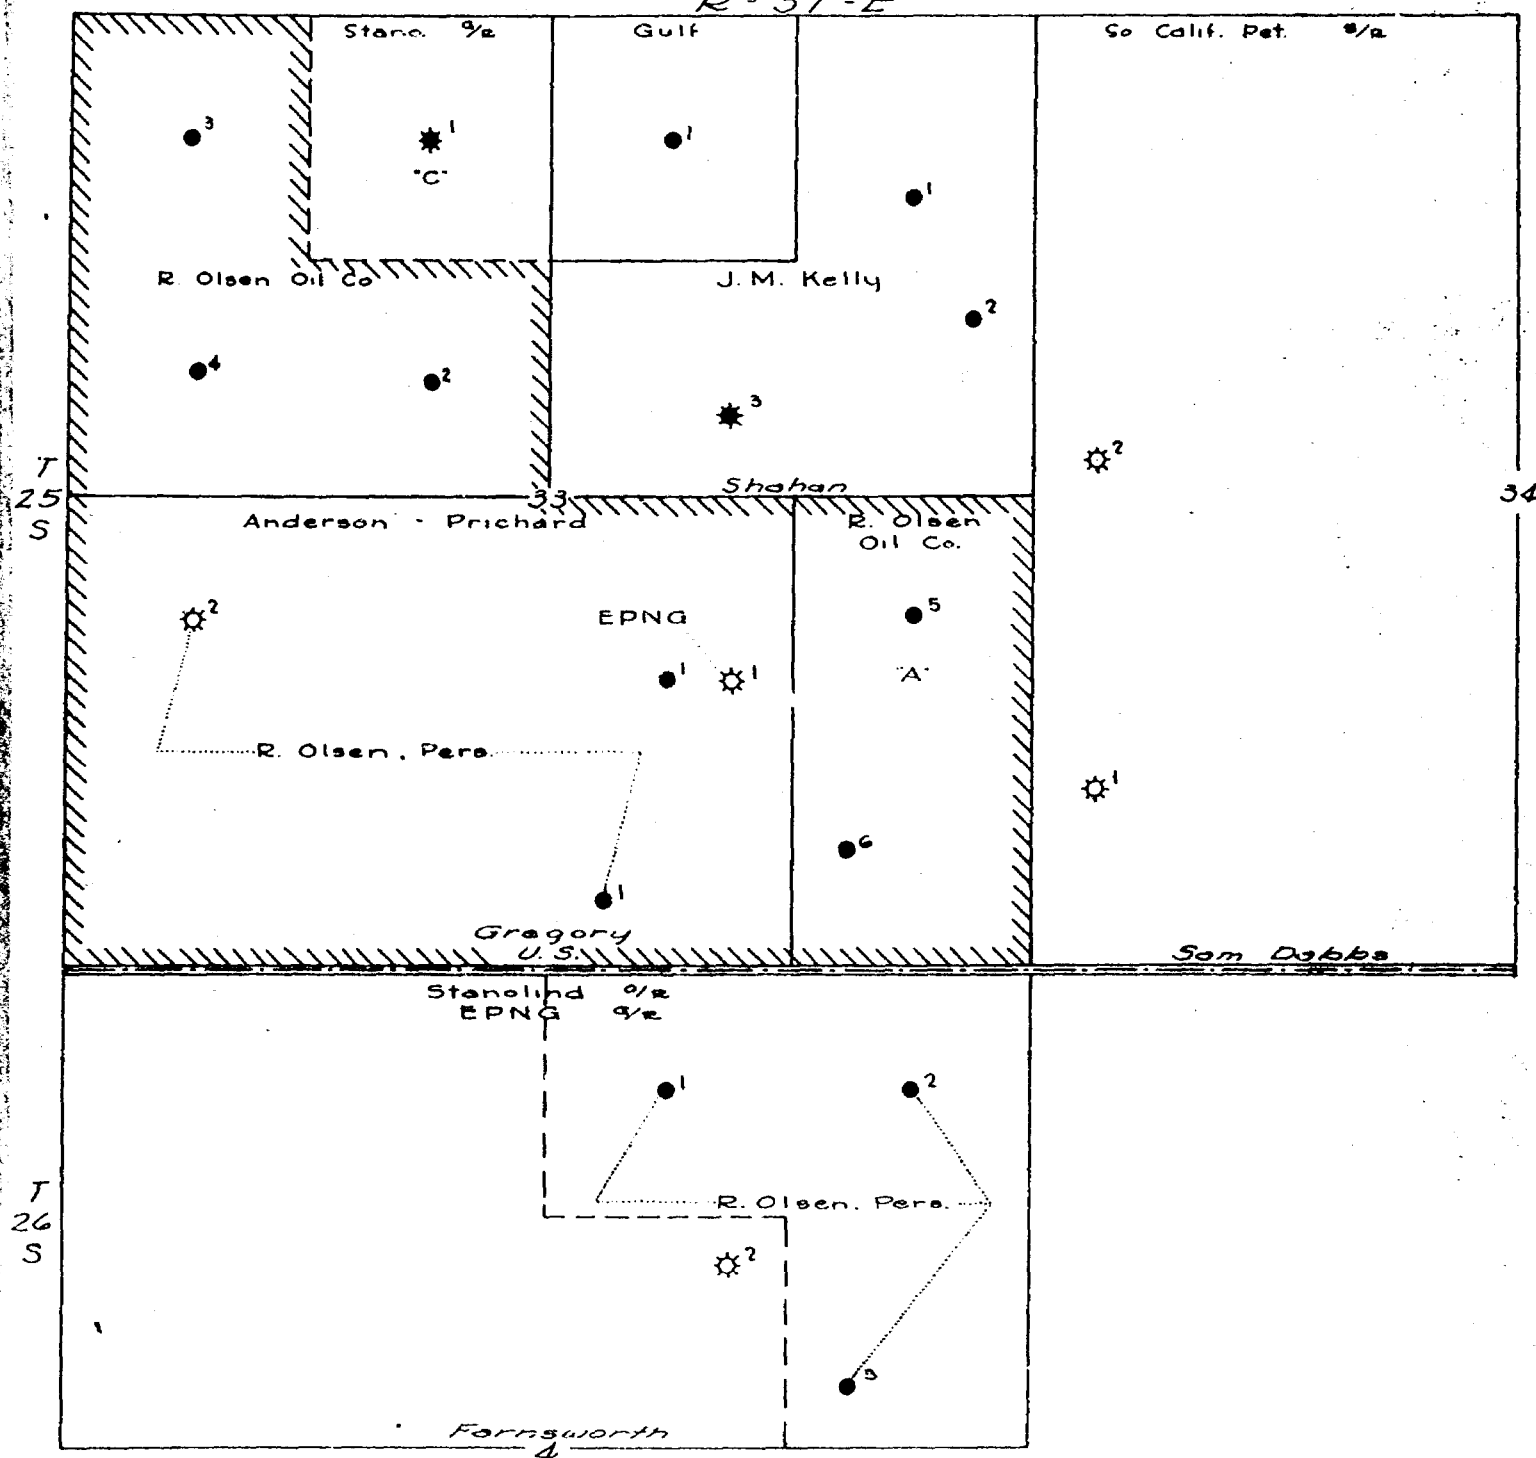 R-37-E
Stano. O/R
Gulf
So Calif. Pet. O/R
3
1
"C"
1
1
R. Olsen Oil Co
J. M. Kelly
2
4
2
3
2
T
25
S
33
Shahan
34
Anderson - Prichard
R. Olsen
Oil Co.
2
EPNG
1
1
5
"A"
R. Olsen, Pers.
1
6
1
Gregory
U.S.
Sam Dabbs
Stanolind O/R
EPNG O/R
1
2
T
26
S
R. Olsen, Pers.
2
3
Farnsworth
4